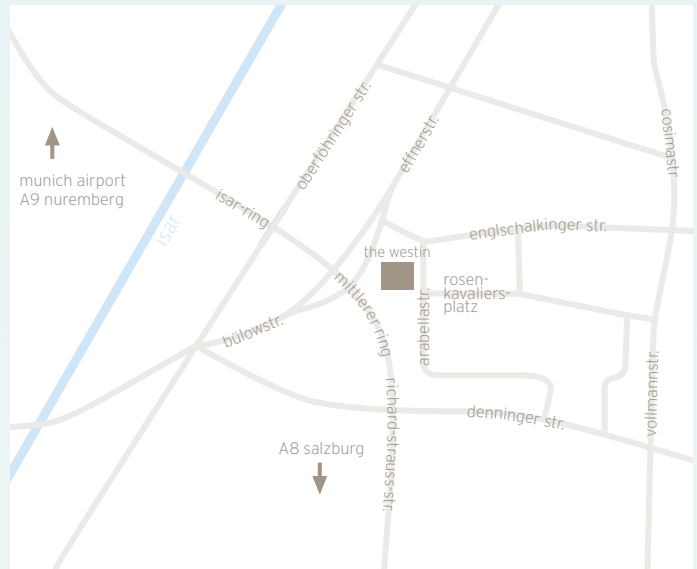 oberföhringer str.
effnerstr.
cosimastr
munich airport
A9 nuremberg
isar-ring
isar
englschalkinger str.
the westin
rosen-
kavaliers-
platz
mittlerer ring
arabellastr.
bülowstr.
vollmannstr.
richard-strauss-str.
denninger str.
A8 salzburg